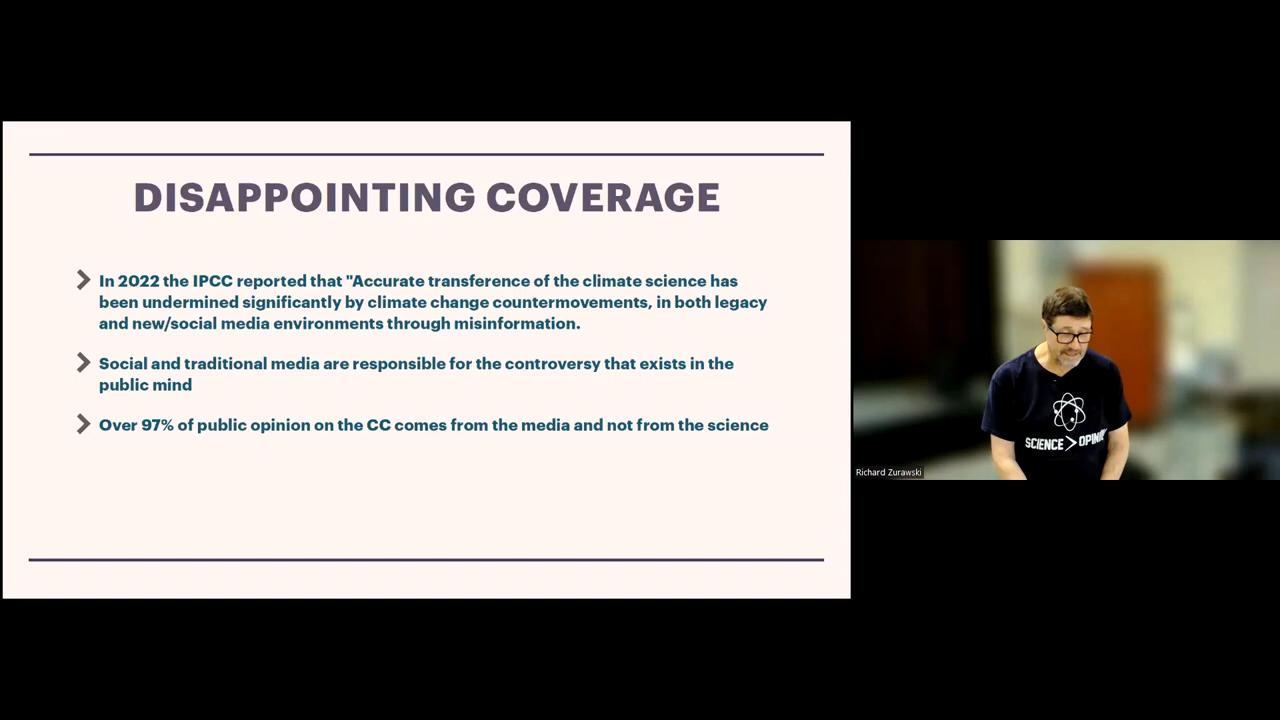 DISAPPOINTING COVERAGE
In 2022 the IPCC reported that "Accurate transference of the climate science has
been undermined significantly by climate change countermovements, in both legacy
and new/social media environments through misinformation.
Social and traditional media are responsible for the controversy that exists in the
public mind
Over 97% of public opinion on the CC comes from the media and not from the science
SCIENCE>
Richard Zurawski